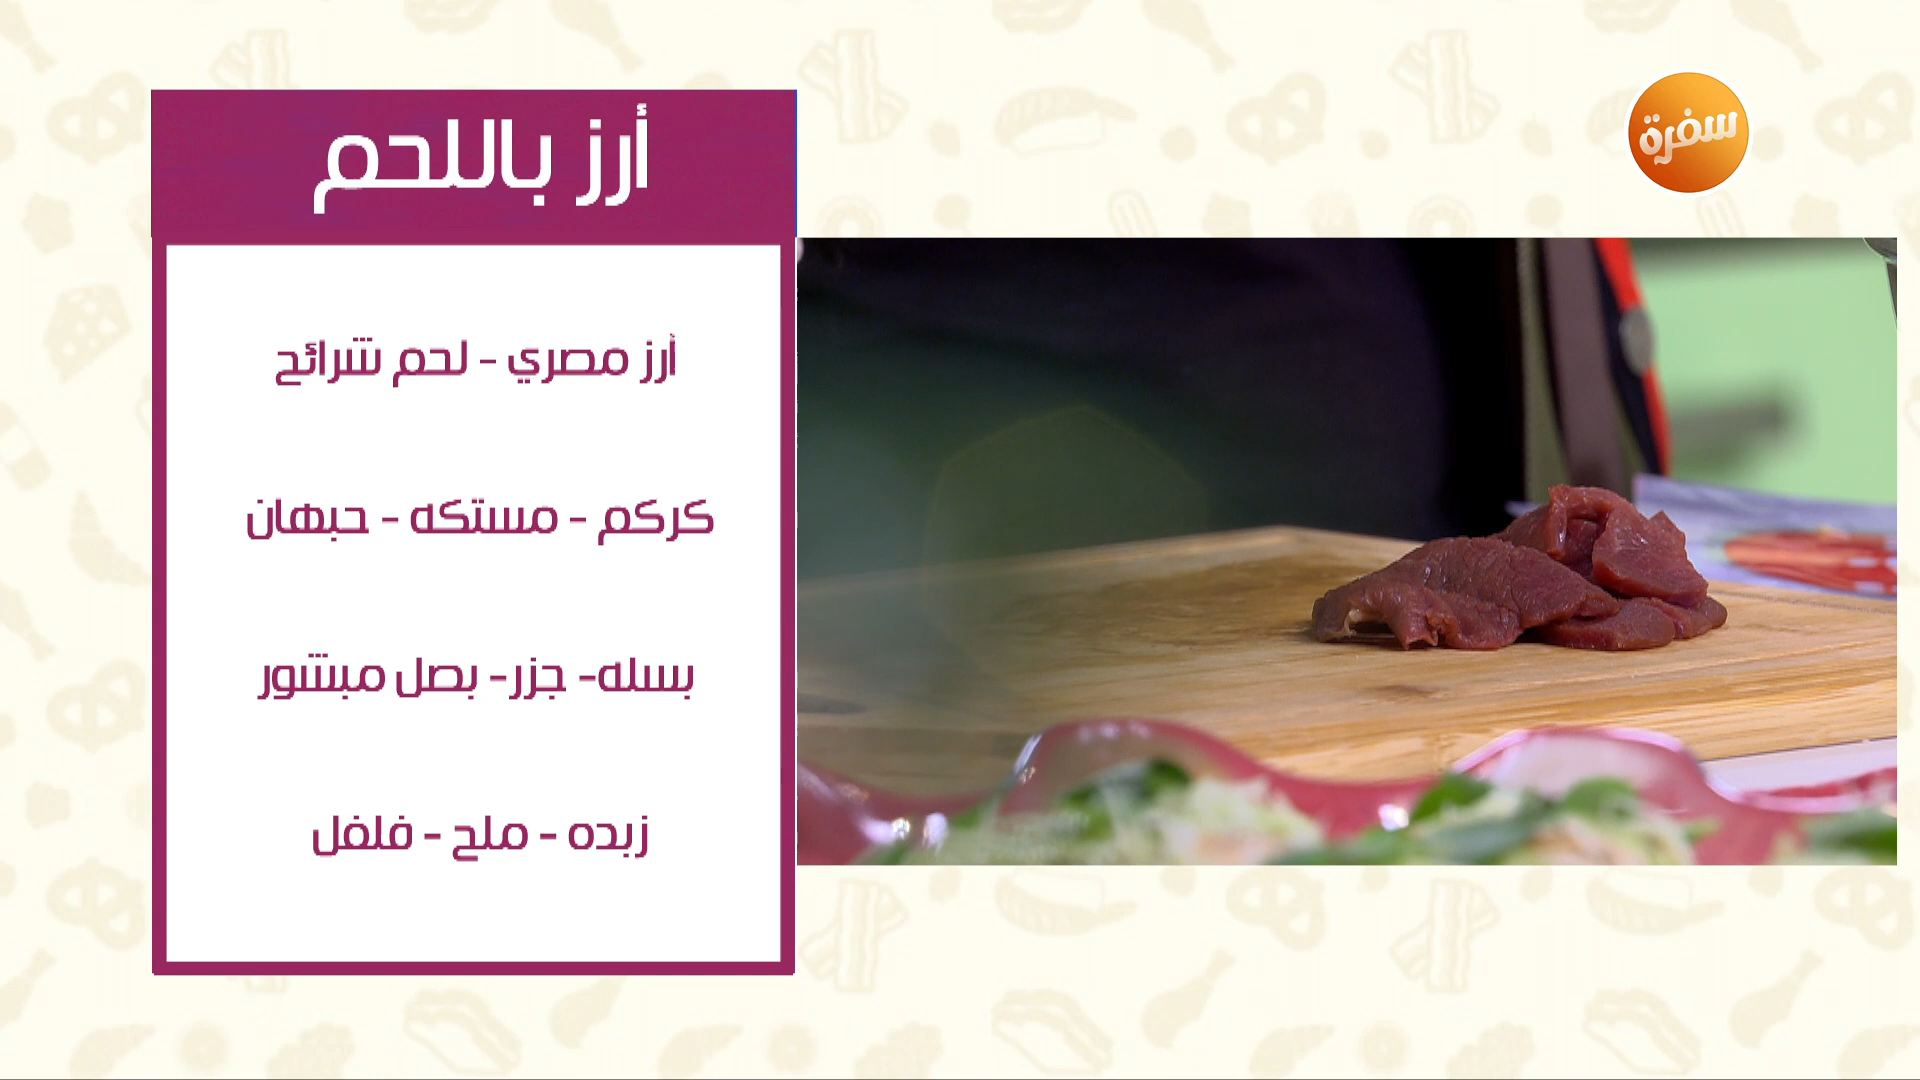 أرز باللحم
أرز مصري - لحم شرائح
كركم - مستكه - حبهان
بسله- جزر- بصل مبشور
زبده - ملح - فلفل
سفرة